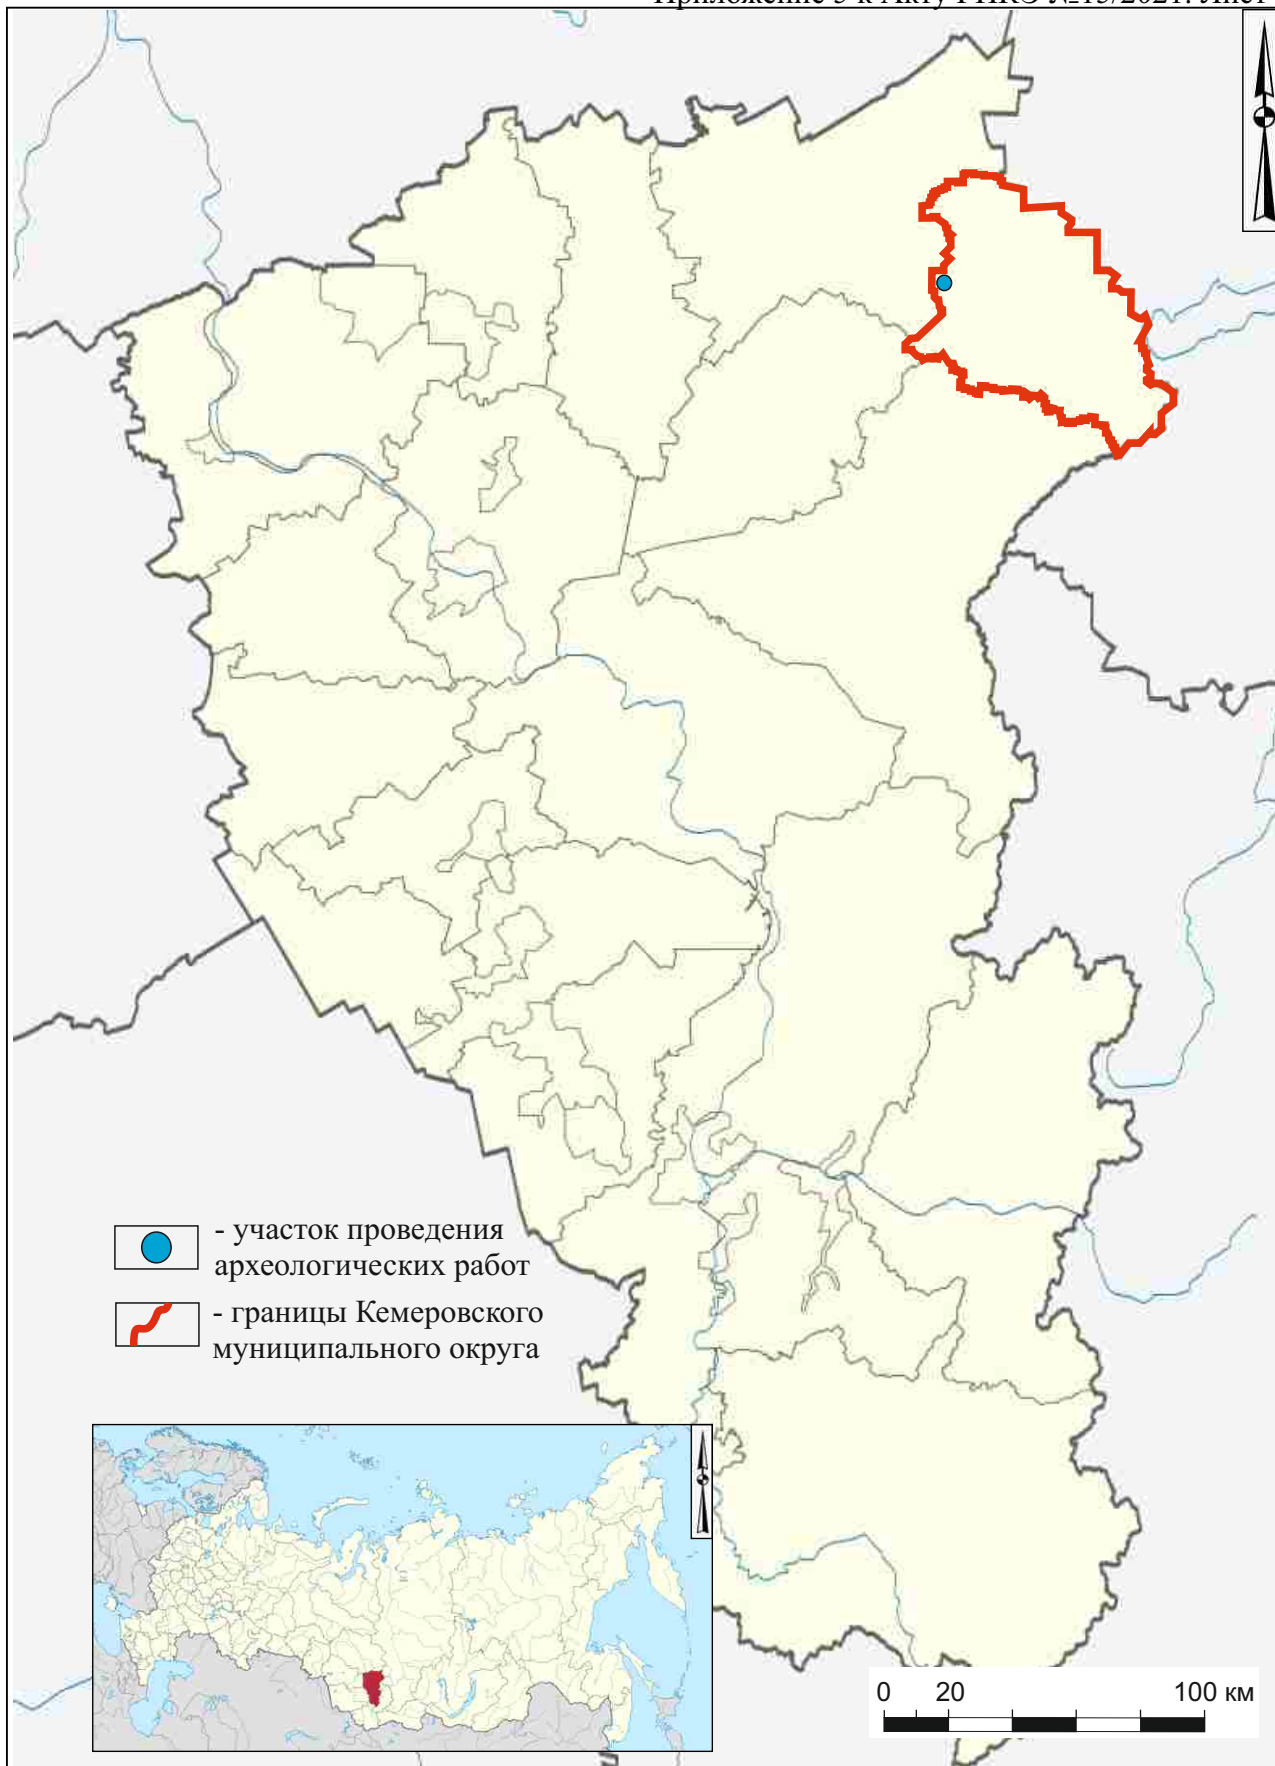 - участок проведения
археологических работ
- границы Кемеровского
муниципального округа
0 20 100 км